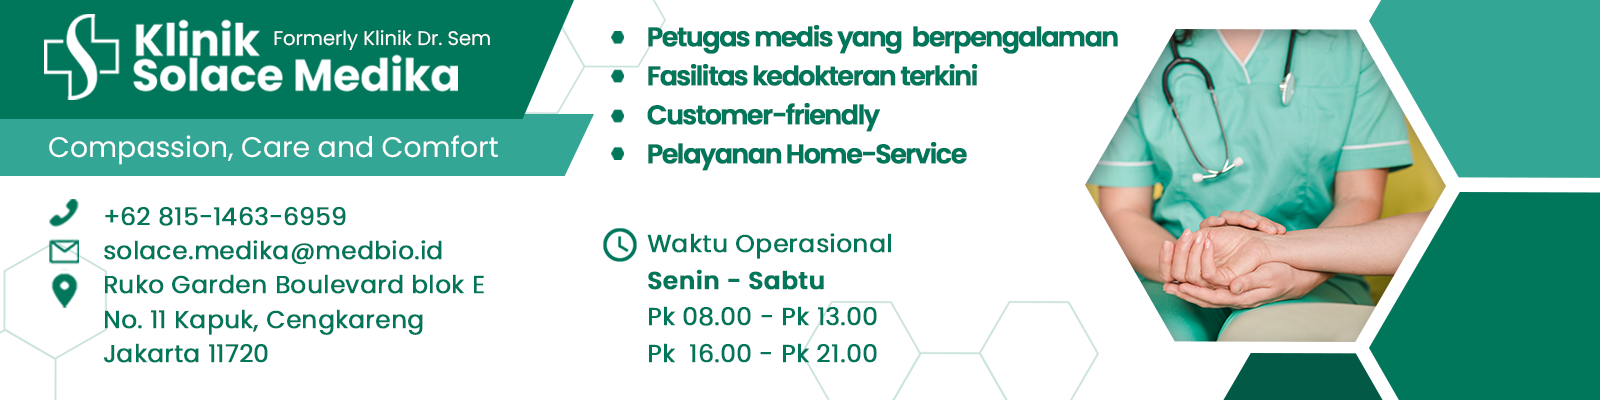 Klinik Formerly Klinik Dr. Sem
Solace Medika
Compassion, Care and Comfort
+62 815-1463-6959
solace.medika@medbio.id
Ruko Garden Boulevard blok E
No. 11 Kapuk, Cengkareng
Jakarta 11720
Petugas medis yang berpengalaman
Fasilitas kedokteran terkini
Customer-friendly
Pelayanan Home-Service
Waktu Operasional
Senin - Sabtu
Pk 08.00 - Pk 13.00
Pk 16.00 - Pk 21.00